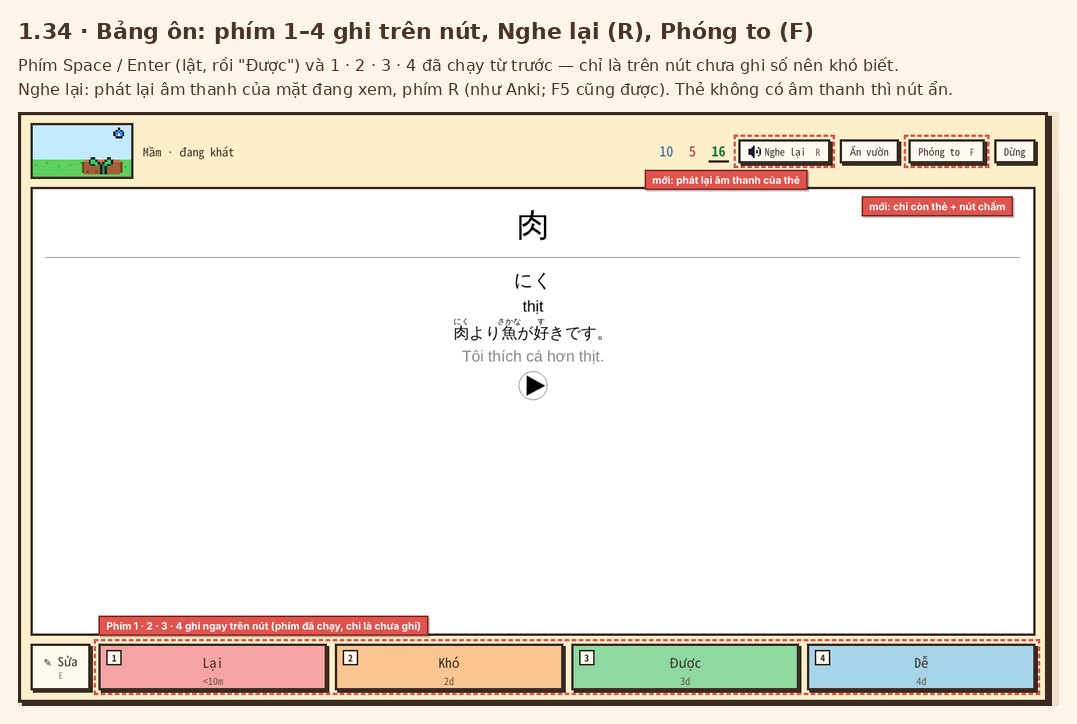 1.34 · Bảng ôn: phím 1–4 ghi trên nút, Nghe lại (R), Phóng to (F)
Phím Space / Enter (lật, rồi "Được") và 1 · 2 · 3 · 4 đã chạy từ trước — chỉ là trên nút chưa ghi số nên khó biết.
Nghe lại: phát lại âm thanh của mặt đang xem, phím R (như Anki; F5 cũng được). Thẻ không có âm thanh thì nút ẩn.
Mầm · đang khát
10 5 16
Nghe lại R
Ẩn vườn
Phóng to F
Dừng
mới: phát lại âm thanh của thẻ
mới: chỉ còn thẻ + nút chấm
肉
にく
thịt
にく さかな す
肉より魚が好きです。
Tôi thích cá hơn thịt.
Phím 1 · 2 · 3 · 4 ghi ngay trên nút (phím đã chạy, chỉ là chưa ghi)
✎ Sửa
E
1 Lại
<10m
2 Khó
2d
3 Được
3d
4 Dễ
4d